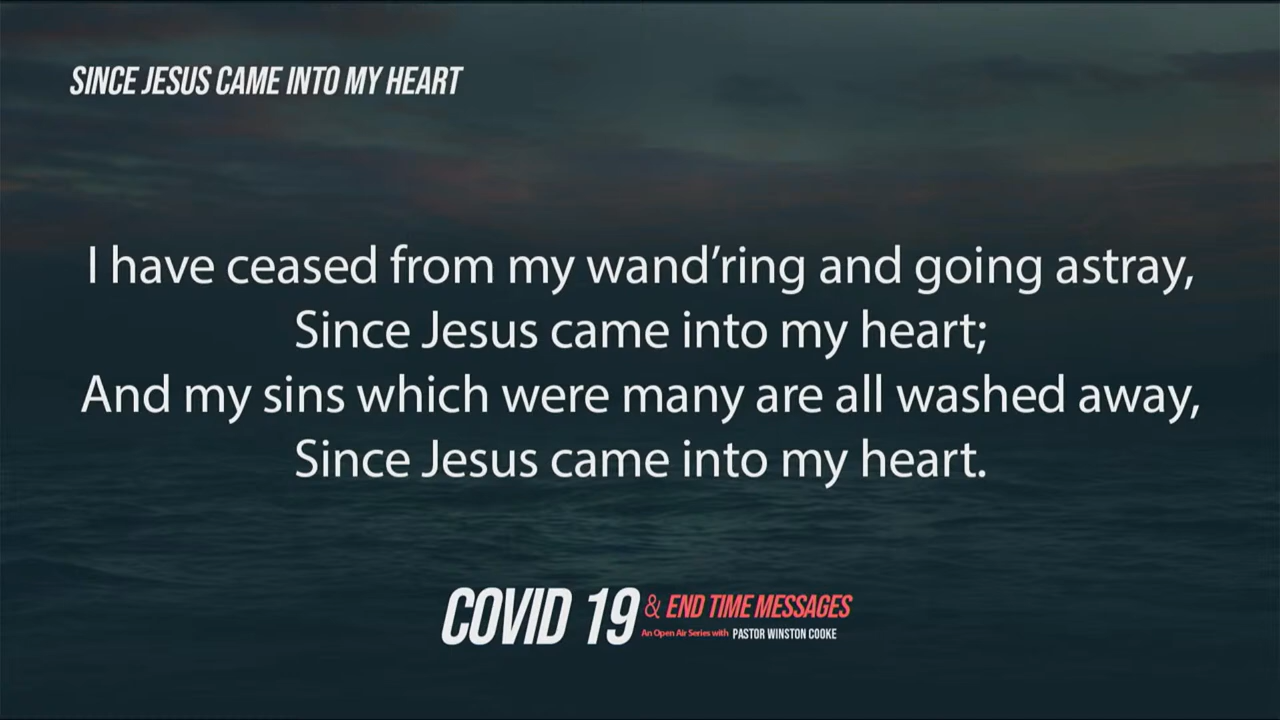 SINCE JESUS CAME INTO MY HEART
I have ceased from my wand’ring and going astray,
Since Jesus came into my heart;
And my sins which were many are all washed away,
Since Jesus came into my heart.
COVID 19 & END TIME MESSAGES
An Open Air Series with PASTOR WINSTON COOKE